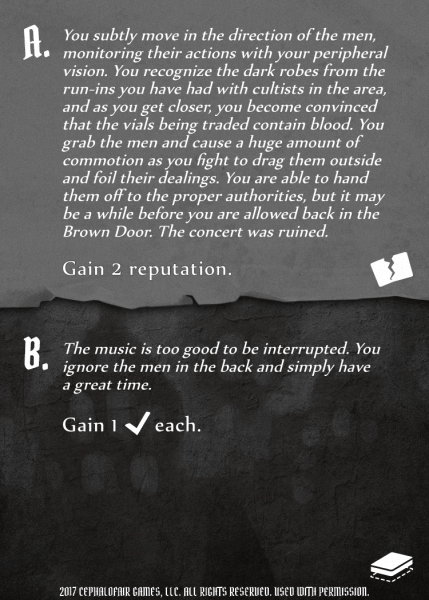 A. You subtly move in the direction of the men,
monitoring their actions with your peripheral
vision. You recognize the dark robes from the
run-ins you have had with cultists in the area,
and as you get closer, you become convinced
that the vials being traded contain blood. You
grab the men and cause a huge amount of
commotion as you fight to drag them outside
and foil their dealings. You are able to hand
them off to the proper authorities, but it may
be a while before you are allowed back in the
Brown Door. The concert was ruined.
Gain 2 reputation.
B. The music is too good to be interrupted. You
ignore the men in the back and simply have
a great time.
Gain 1 ✓ each.
2017 CEPHALOFAIR GAMES, LLC. ALL RIGHTS RESERVED. USED WITH PERMISSION.